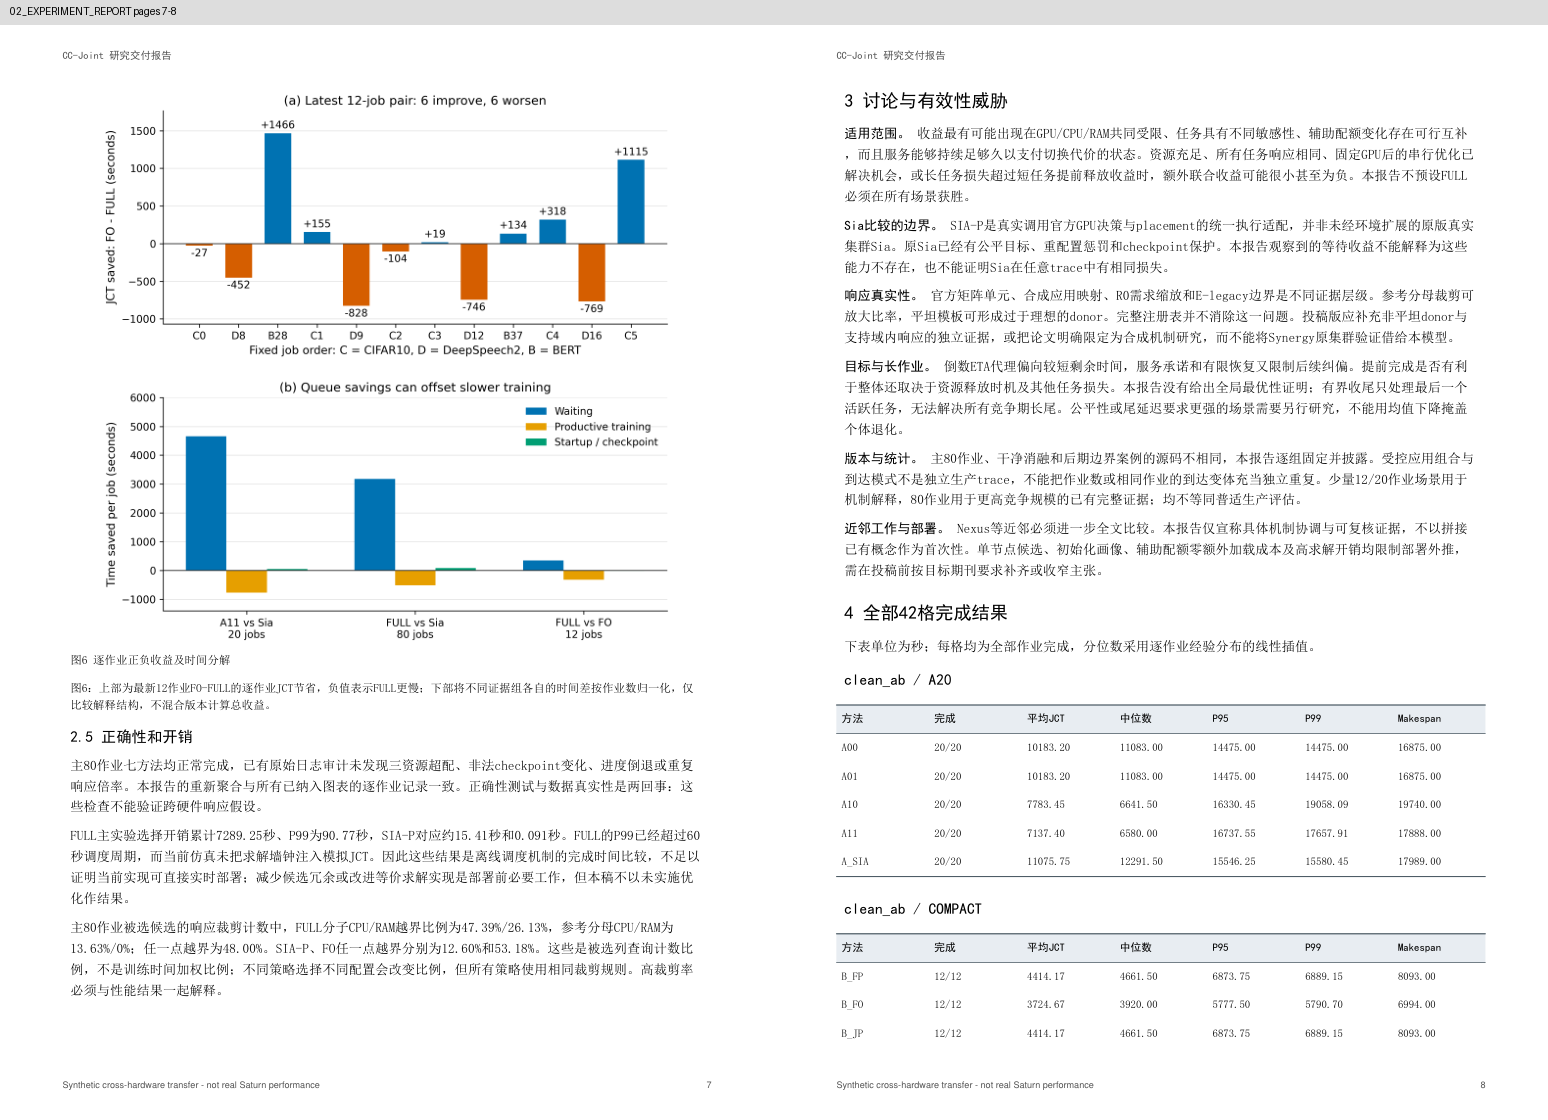 02_EXPERIMENT_REPORT pages 7-8
CC-Joint 研究交付报告
(a) Latest 12-job pair: 6 improve, 6 worsen
JCT saved: FO - FULL (seconds)
1500
1000
500
0
−500
−1000
-27
-452
+1466
+155
-828
-104
+19
-746
+134
+318
-769
+1115
C0 D8 B28 C1 D9 C2 C3 D12 B37 C4 D16 C5
Fixed job order: C = CIFAR10, D = DeepSpeech2, B = BERT
(b) Queue savings can offset slower training
Time saved per job (seconds)
6000
5000
4000
3000
2000
1000
0
−1000
Waiting
Productive training
Startup / checkpoint
A11 vs Sia
20 jobs
FULL vs Sia
80 jobs
FULL vs FO
12 jobs
图6 逐作业正负收益及时间分解
图6：上部为最新12作业FO-FULL的逐作业JCT节省，负值表示FULL更慢；下部将不同证据组各自的时间差按作业数归一化，仅
比较解释结构，不混合版本计算总收益。
2.5 正确性和开销
主80作业七方法均正常完成，已有原始日志审计未发现三资源超配、非法checkpoint变化、进度倒退或重复
响应倍率。本报告的重新聚合与所有已纳入图表的逐作业记录一致。正确性测试与数据真实性是两回事：这
些检查不能验证跨硬件响应假设。
FULL主实验选择开销累计7289.25秒、P99为90.77秒，SIA-P对应约15.41秒和0.091秒。FULL的P99已经超过60
秒调度周期，而当前仿真未把求解墙钟注入模拟JCT。因此这些结果是离线调度机制的完成时间比较，不足以
证明当前实现可直接实时部署；减少候选冗余或改进等价求解实现是部署前必要工作，但本稿不以未实施优
化作结果。
主80作业被选候选的响应裁剪计数中，FULL分子CPU/RAM越界比例为47.39%/26.13%，参考分母CPU/RAM为
13.63%/0%；任一点越界为48.00%。SIA-P、FO任一点越界分别为12.60%和53.18%。这些是被选列查询计数比
例，不是训练时间加权比例；不同策略选择不同配置会改变比例，但所有策略使用相同裁剪规则。高裁剪率
必须与性能结果一起解释。
Synthetic cross-hardware transfer - not real Saturn performance
7
CC-Joint 研究交付报告
3 讨论与有效性威胁
适用范围。 收益最有可能出现在GPU/CPU/RAM共同受限、任务具有不同敏感性、辅助配额变化存在可行互补
，而且服务能够持续足够久以支付切换代价的状态。资源充足、所有任务响应相同、固定GPU后的串行优化已
解决机会，或长任务损失超过短任务提前释放收益时，额外联合收益可能很小甚至为负。本报告不预设FULL
必须在所有场景获胜。
Sia比较的边界。 SIA-P是真实调用官方GPU决策与placement的统一执行适配，并非未经环境扩展的原版真实
集群Sia。原Sia已经有公平目标、重配置惩罚和checkpoint保护。本报告观察到的等待收益不能解释为这些
能力不存在，也不能证明Sia在任意trace中有相同损失。
响应真实性。 官方矩阵单元、合成应用映射、R0需求缩放和E-legacy边界是不同证据层级。参考分母裁剪可
放大比率，平坦模板可形成过于理想的donor。完整注册表并不消除这一问题。投稿版应补充非平坦donor与
支持域内响应的独立证据，或把论文明确限定为合成机制研究，而不能将Synergy原集群验证借给本模型。
目标与长作业。 倒数ETA代理偏向较短剩余时间，服务承诺和有限恢复又限制后续纠偏。提前完成是否有利
于整体还取决于资源释放时机及其他任务损失。本报告没有给出全局最优性证明；有界收尾只处理最后一个
活跃任务，无法解决所有竞争期长尾。公平性或尾延迟要求更强的场景需要另行研究，不能用均值下降掩盖
个体退化。
版本与统计。 主80作业、干净消融和后期边界案例的源码不相同，本报告逐组固定并披露。受控应用组合与
到达模式不是独立生产trace，不能把作业数或相同作业的到达变体充当独立重复。少量12/20作业场景用于
机制解释，80作业用于更高竞争规模的已有完整证据；均不等同普适生产评估。
近邻工作与部署。 Nexus等近邻必须进一步全文比较。本报告仅宣称具体机制协调与可复核证据，不以拼接
已有概念作为首次性。单节点候选、初始化画像、辅助配额零额外加载成本及高求解开销均限制部署外推，
需在投稿前按目标期刊要求补齐或收窄主张。
4 全部42格完成结果
下表单位为秒；每格均为全部作业完成，分位数采用逐作业经验分布的线性插值。
clean_ab / A20
方法 完成 平均JCT 中位数 P95 P99 Makespan
A00 20/20 10183.20 11083.00 14475.00 14475.00 16875.00
A01 20/20 10183.20 11083.00 14475.00 14475.00 16875.00
A10 20/20 7783.45 6641.50 16330.45 19058.09 19740.00
A11 20/20 7137.40 6580.00 16737.55 17657.91 17888.00
A_SIA 20/20 11075.75 12291.50 15546.25 15580.45 17989.00
clean_ab / COMPACT
方法 完成 平均JCT 中位数 P95 P99 Makespan
B_FP 12/12 4414.17 4661.50 6873.75 6889.15 8093.00
B_FO 12/12 3724.67 3920.00 5777.50 5790.70 6994.00
B_JP 12/12 4414.17 4661.50 6873.75 6889.15 8093.00
Synthetic cross-hardware transfer - not real Saturn performance
8